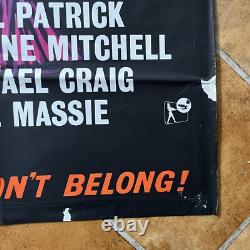 L PATRICK
NE MITCHELL
AEL CRAIG
L MASSIE
ON'T BELONG!